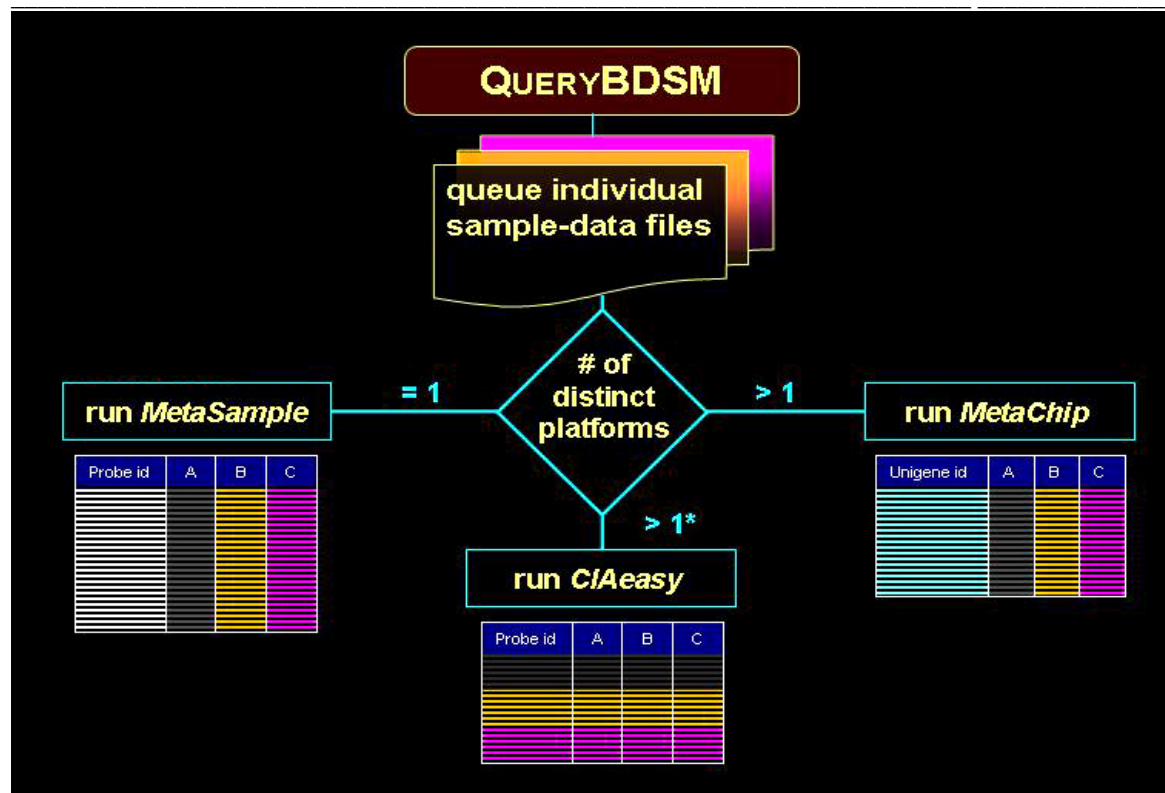 QUERYBDSM
queue individual
sample-data files
# of
distinct
platforms
= 1
> 1
run MetaSample
run MetaChip
Probe id A B C
Unigene id A B C
> 1*
run CIAeasy
Probe id A B C